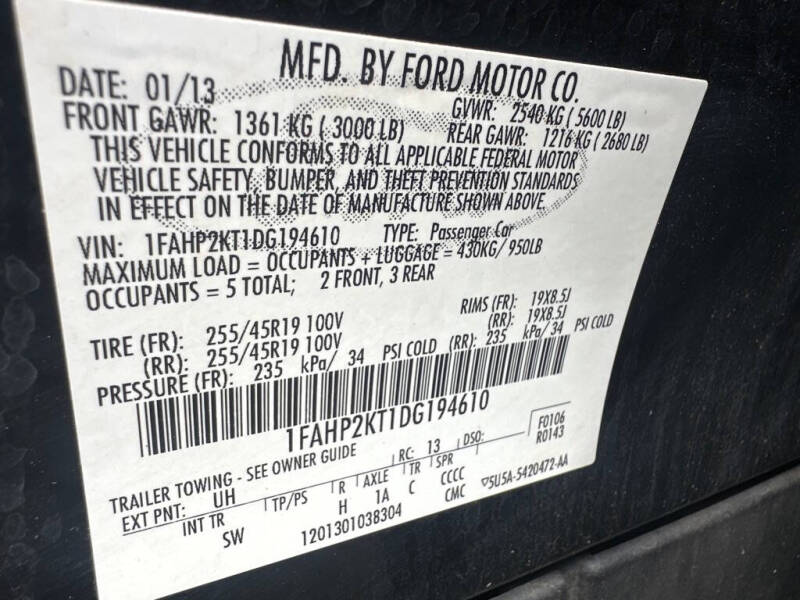 MFD. BY FORD MOTOR CO.
DATE: 01/13 GVWR: 2540 KG ( 5600 LB)
FRONT GAWR: 1361 KG ( 3000 LB) REAR GAWR: 1216 KG ( 2680 LB)
THIS VEHICLE CONFORMS TO ALL APPLICABLE FEDERAL MOTOR
VEHICLE SAFETY, BUMPER, AND THEFT PREVENTION STANDARDS
IN EFFECT ON THE DATE OF MANUFACTURE SHOWN ABOVE.
VIN: 1FAHP2KT1DG194610 TYPE: Passenger Car
MAXIMUM LOAD = OCCUPANTS + LUGGAGE = 430KG/ 950LB
OCCUPANTS = 5 TOTAL; 2 FRONT, 3 REAR
TIRE (FR): 255/45R19 100V RIMS (FR): 19X8.5J
(RR): 255/45R19 100V (RR): 19X8.5J
PRESSURE (FR): 235 kPa/ 34 PSI COLD (RR): 235 kPa/ 34 PSI COLD
1FAHP2KT1DG194610
F0106
R0143
TRAILER TOWING - SEE OWNER GUIDE RC: 13 DSO:
EXT PNT: UH
INT TR TP/PS R AXLE TR SPR
SW H 1A C CCCC
CMC
1201301038304
▽5U5A-5420472-AA